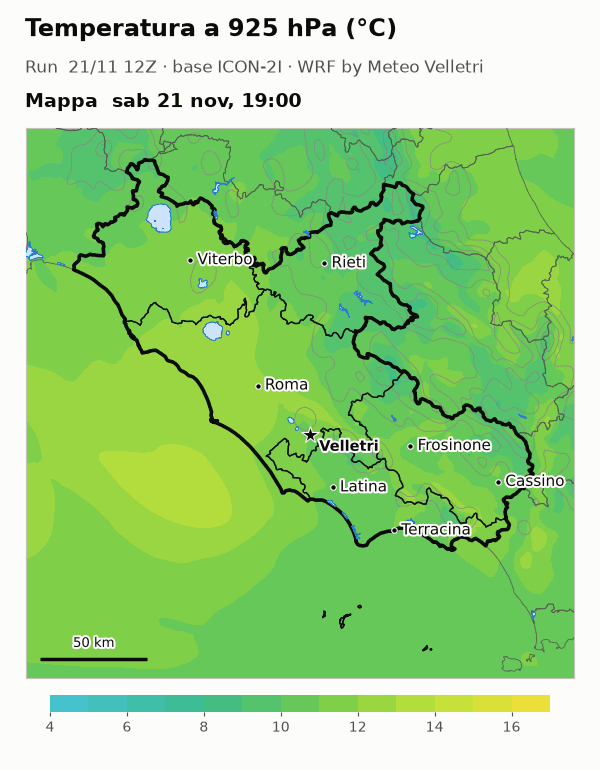 Temperatura a 925 hPa (°C)
Run  21/11 12Z · base ICON-2I · WRF by Meteo Velletri
Mappa  sab 21 nov, 19:00
Viterbo
Rieti
Roma
Velletri
Frosinone
Latina
Cassino
Terracina
50 km
4 6 8 10 12 14 16